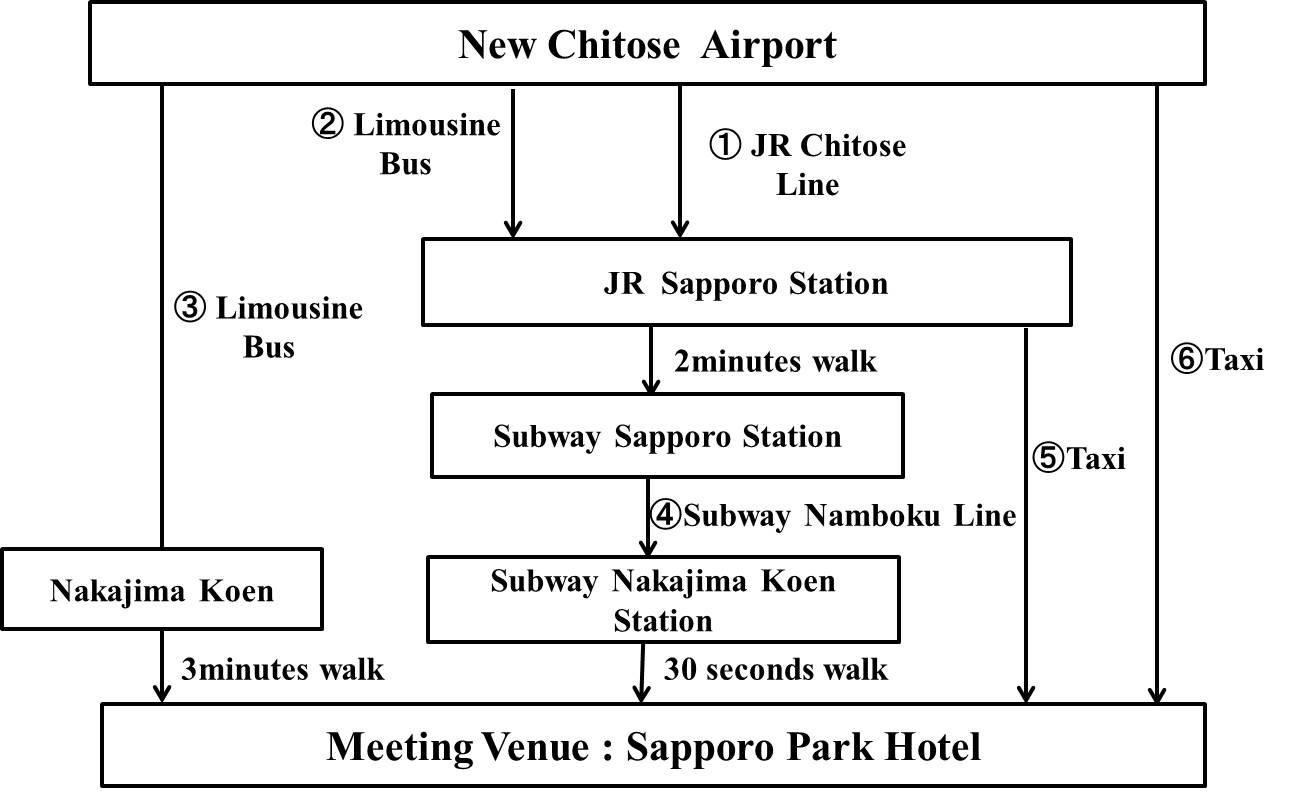 New Chitose Airport
② Limousine
Bus
① JR Chitose
Line
JR Sapporo Station
③ Limousine
Bus
2minutes walk
⑥Taxi
Subway Sapporo Station
⑤Taxi
④Subway Namboku Line
Nakajima Koen
Subway Nakajima Koen
Station
3minutes walk
30 seconds walk
Meeting Venue : Sapporo Park Hotel